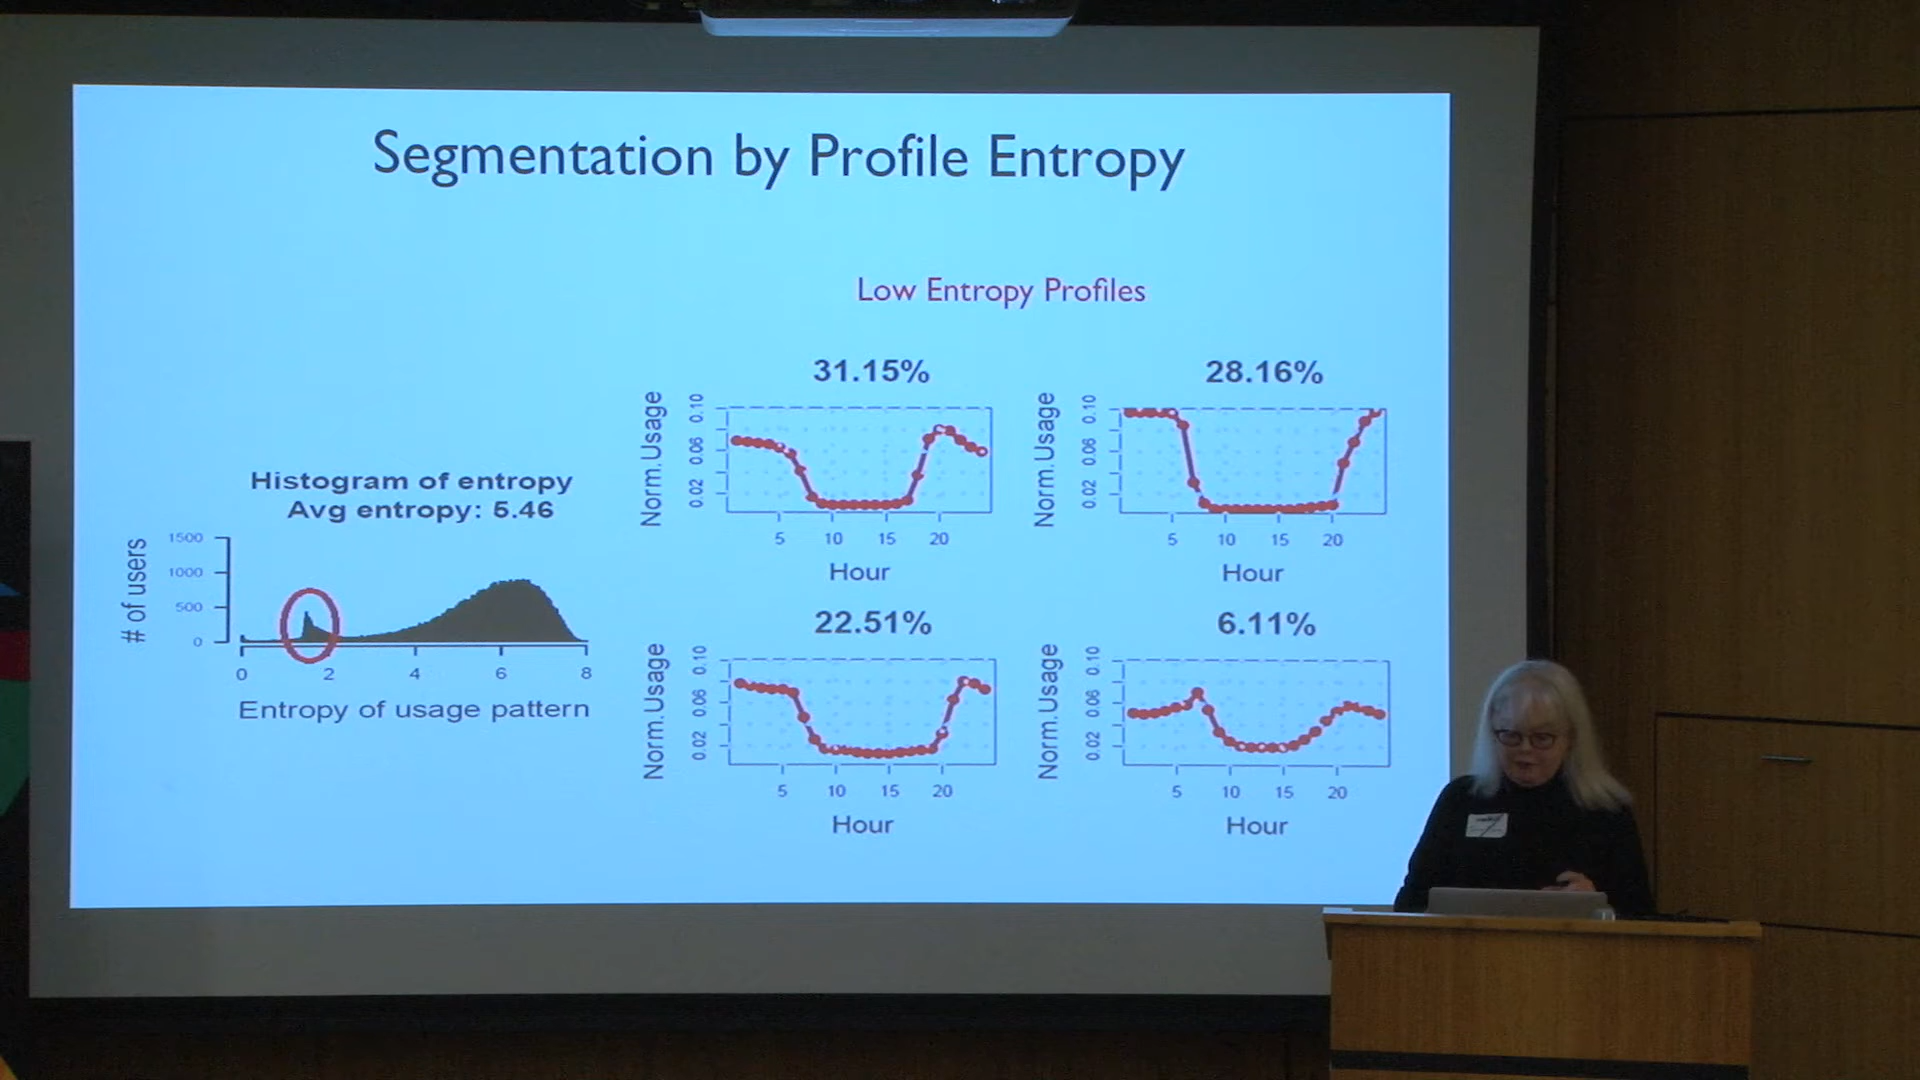 Segmentation by Profile Entropy
Low Entropy Profiles
Histogram of entropy
Avg entropy: 5.46
# of users
1500
1000
500
0
0 2 4 6 8
Entropy of usage pattern
31.15%
Norm.Usage
0.10
0.06
0.02
5 10 15 20
Hour
28.16%
Norm.Usage
0.10
0.06
0.02
5 10 15 20
Hour
22.51%
Norm.Usage
0.10
0.06
0.02
5 10 15 20
Hour
6.11%
Norm.Usage
0.10
0.06
0.02
5 10 15 20
Hour